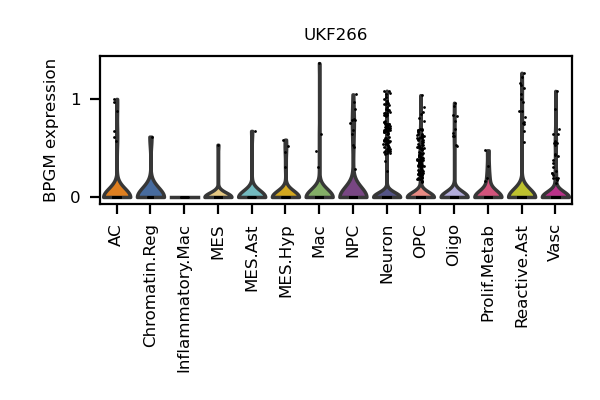 UKF266
BPGM expression
1
0
AC
Chromatin.Reg
Inflammatory.Mac
MES
MES.Ast
MES.Hyp
Mac
NPC
Neuron
OPC
Oligo
Prolif.Metab
Reactive.Ast
Vasc